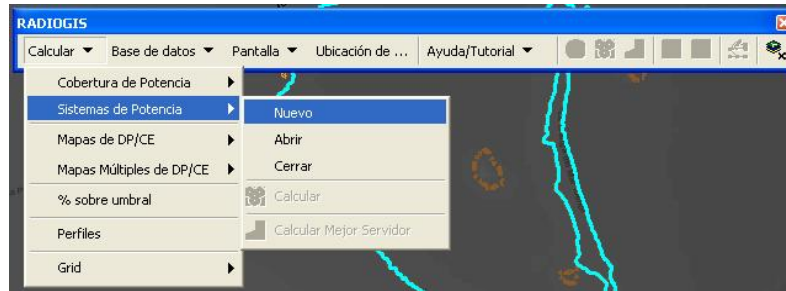 RADIOGIS
Calcular Base de datos Pantalla Ubicación de ... Ayuda/Tutorial
Cobertura de Potencia
Sistemas de Potencia
Mapas de DP/CE
Mapas Múltiples de DP/CE
% sobre umbral
Perfiles
Grid
Nuevo
Abrir
Cerrar
Calcular
Calcular Mejor Servidor